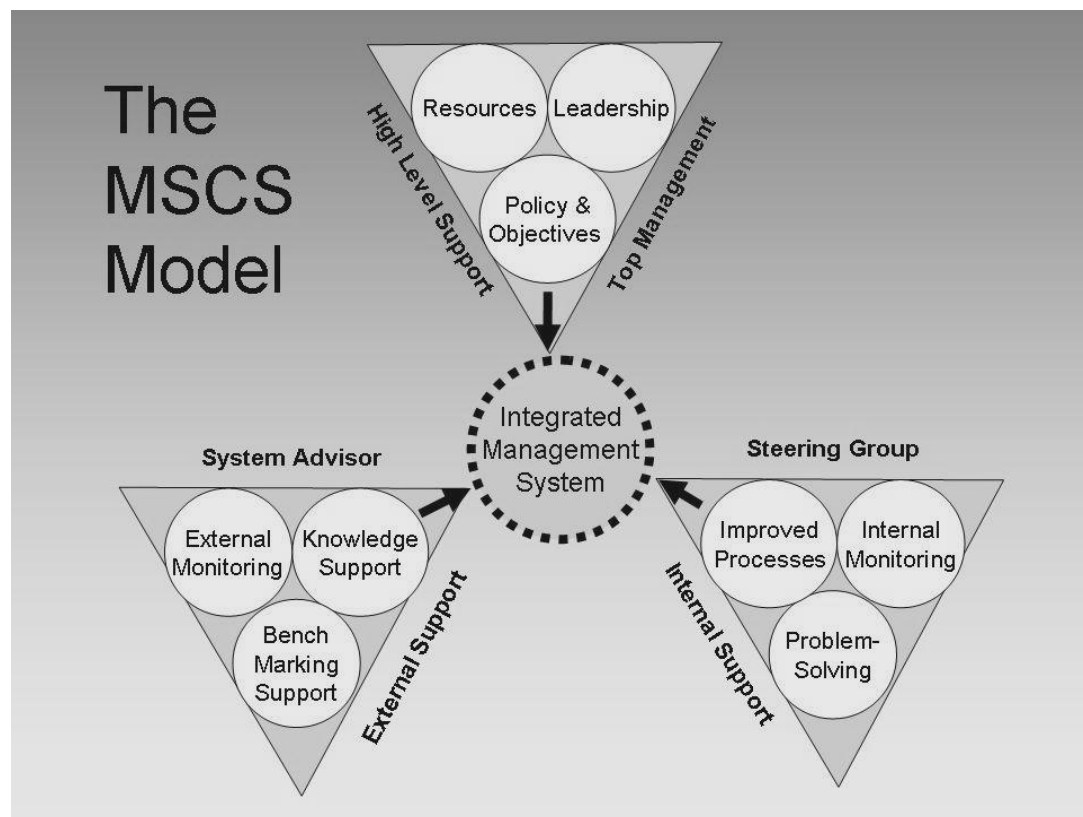 The
MSCS
Model
Resources
Leadership
Policy &
Objectives
High Level Support
Top Management
Integrated
Management
System
System Advisor
External
Monitoring
Knowledge
Support
Bench
Marking
Support
External Support
Steering Group
Improved
Processes
Internal
Monitoring
Problem-
Solving
Internal Support